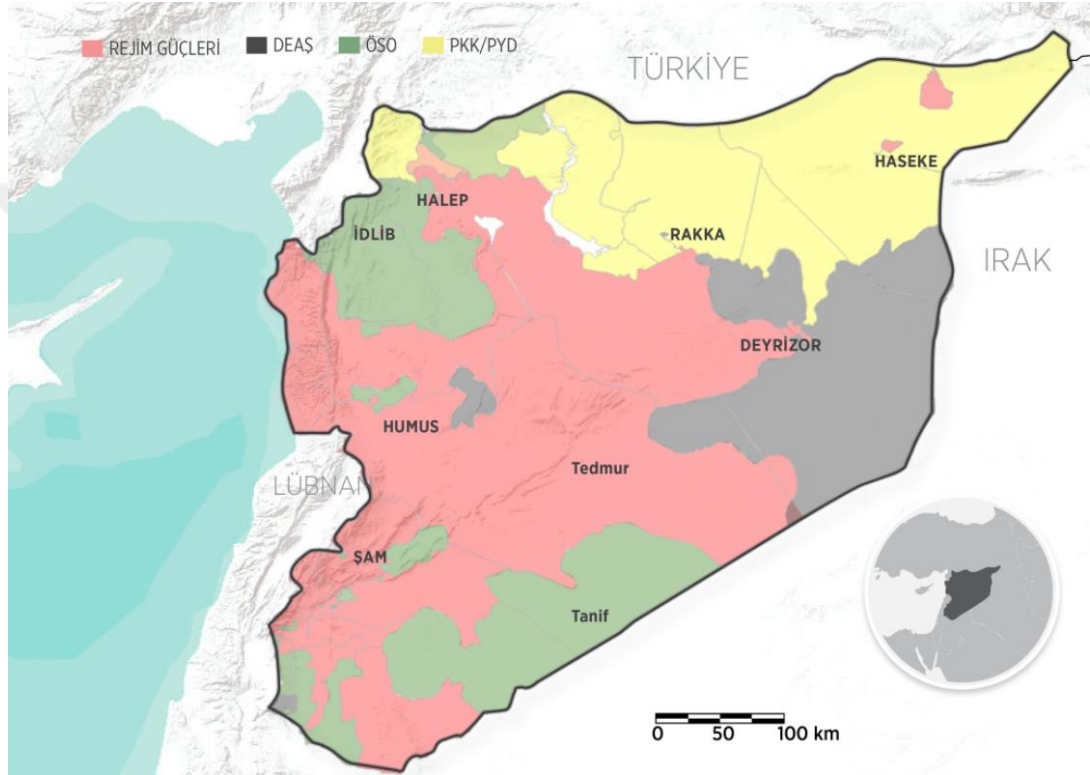 REJİM GÜÇLERİ
DEAŞ
ÖSO
PKK/PYD
TÜRKİYE
HASEKE
HALEP
İDLİB
RAKKA
IRAK
DEYRİZOR
HUMUS
Tedmur
LÜBNAN
ŞAM
Tanif
0 50 100 km